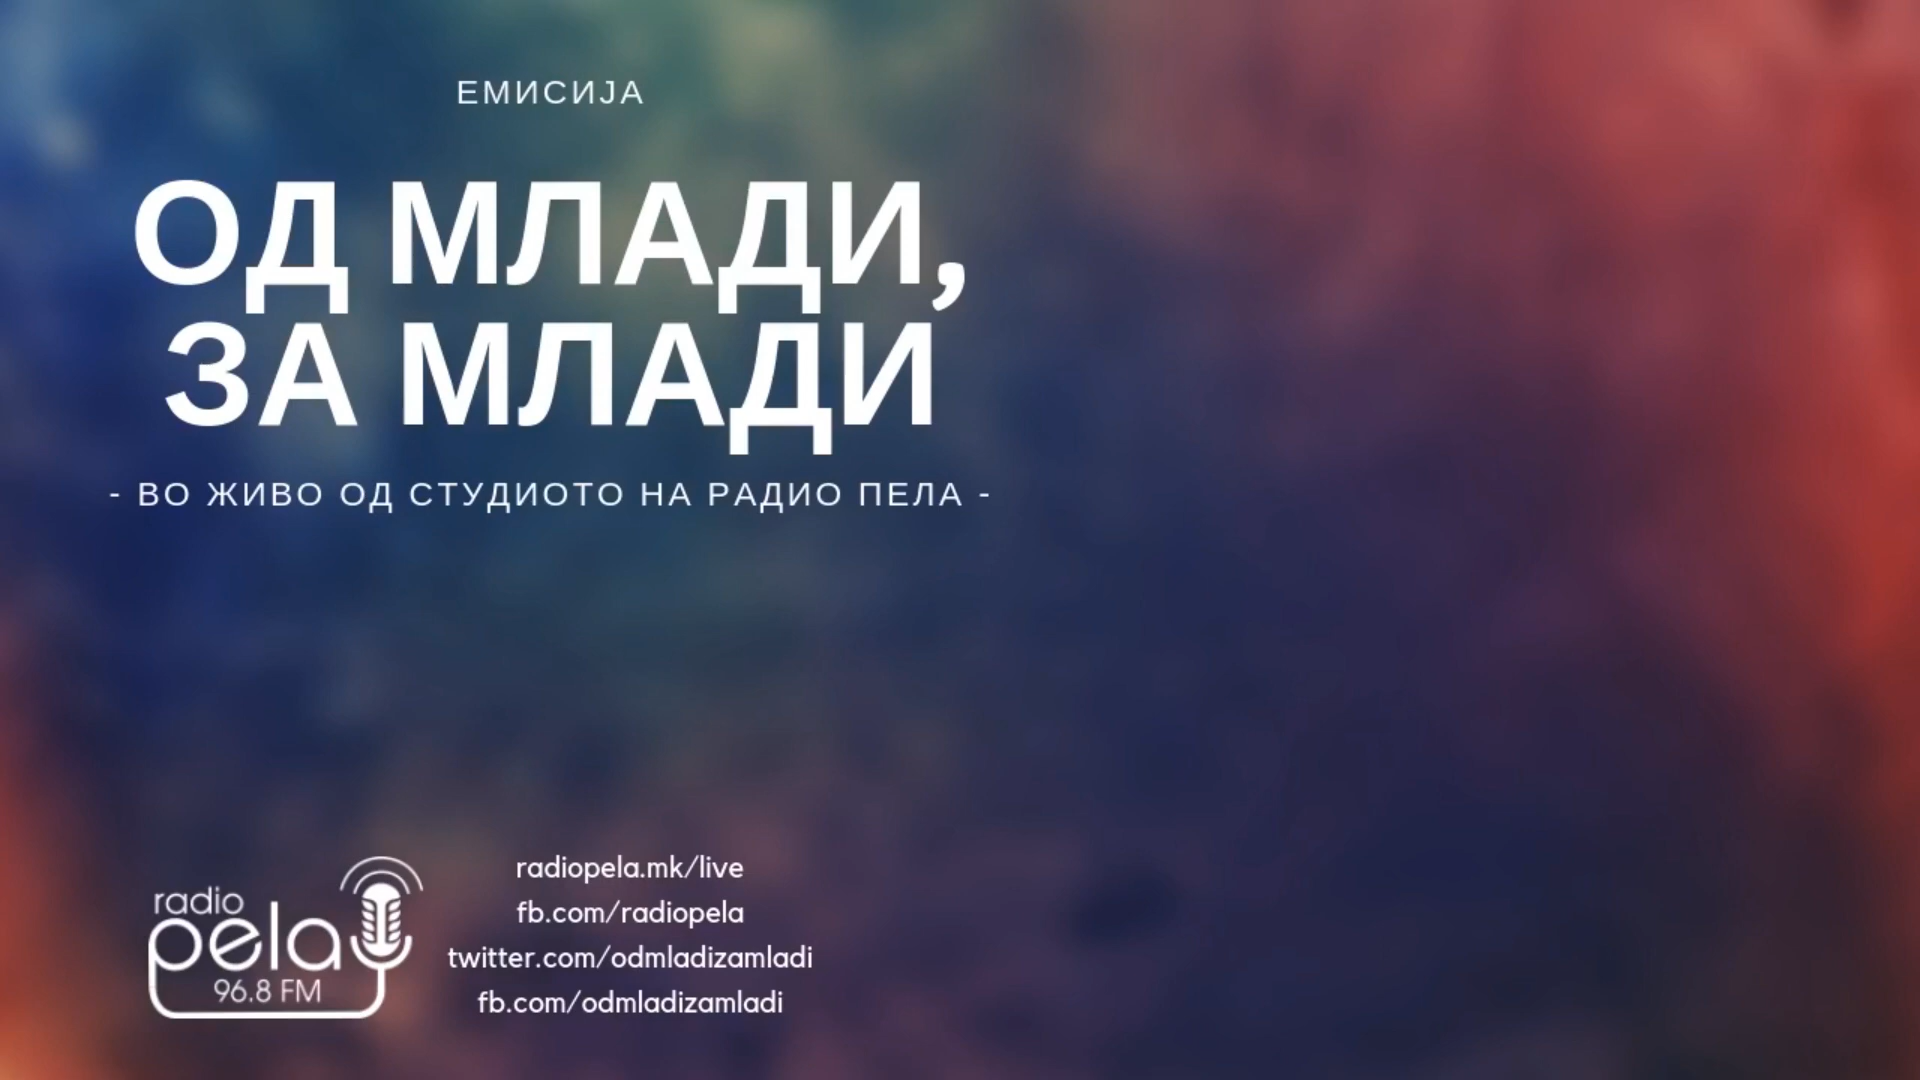 ЕМИСИЈА
ОД МЛАДИ,
ЗА МЛАДИ
- ВО ЖИВО ОД СТУДИОТО НА РАДИО ПЕЛА -
radio
pela
96.8 FM
radiopela.mk/live
fb.com/radiopela
twitter.com/odmladizamladi
fb.com/odmladizamladi